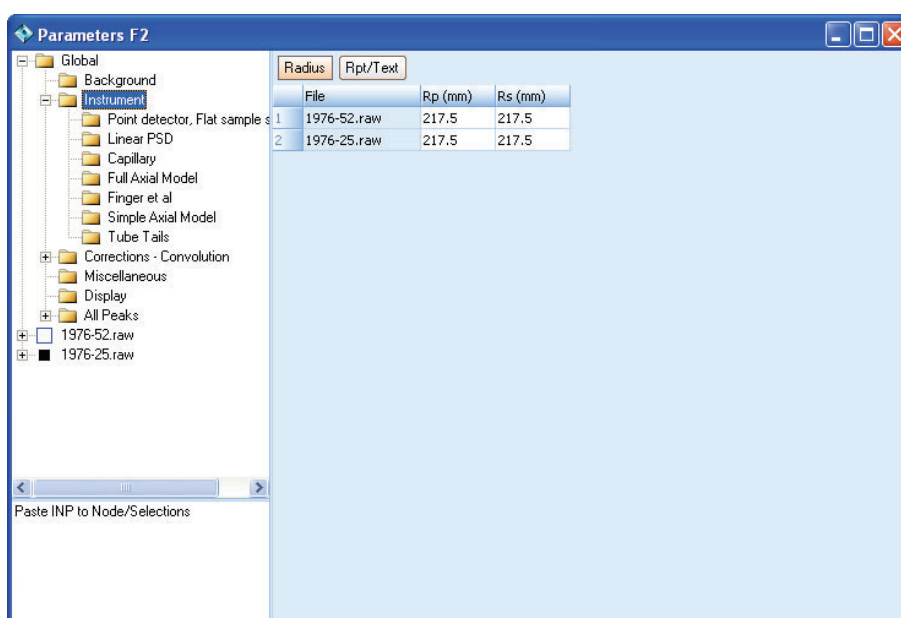 Parameters F2
Global
Background
Instrument
Point detector, Flat sample s
Linear PSD
Capillary
Full Axial Model
Finger et al
Simple Axial Model
Tube Tails
Corrections - Convolution
Miscellaneous
Display
All Peaks
1976-52.raw
1976-25.raw
Paste INP to Node/Selections
Radius Rpt/Text
File Rp (mm) Rs (mm)
1 1976-52.raw 217.5 217.5
2 1976-25.raw 217.5 217.5